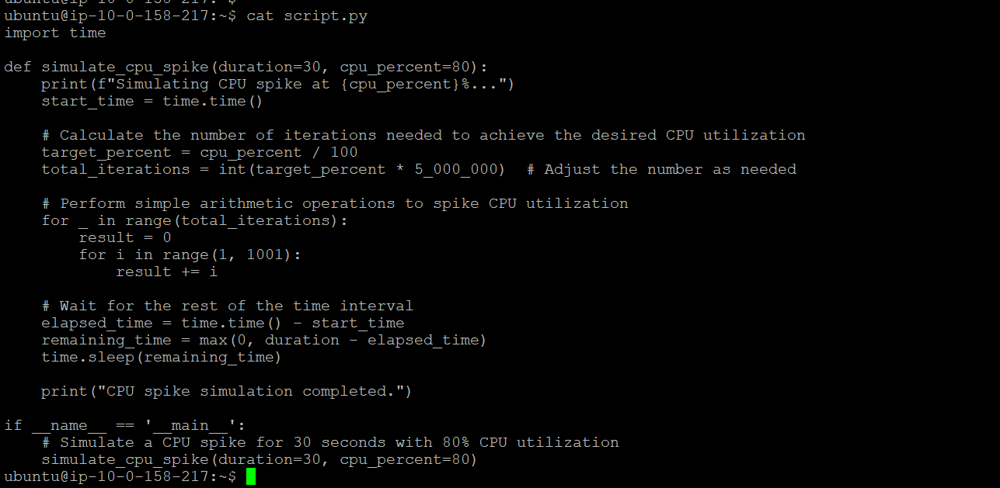 ubuntu@ip-10-0-158-217:~$
ubuntu@ip-10-0-158-217:~$ cat script.py
import time
def simulate_cpu_spike(duration=30, cpu_percent=80):
    print(f"Simulating CPU spike at {cpu_percent}%...")
    start_time = time.time()
    # Calculate the number of iterations needed to achieve the desired CPU utilization
    target_percent = cpu_percent / 100
    total_iterations = int(target_percent * 5_000_000)  # Adjust the number as needed
    # Perform simple arithmetic operations to spike CPU utilization
    for _ in range(total_iterations):
        result = 0
        for i in range(1, 1001):
            result += i
    # Wait for the rest of the time interval
    elapsed_time = time.time() - start_time
    remaining_time = max(0, duration - elapsed_time)
    time.sleep(remaining_time)
    print("CPU spike simulation completed.")
if __name__ == '__main__':
    # Simulate a CPU spike for 30 seconds with 80% CPU utilization
    simulate_cpu_spike(duration=30, cpu_percent=80)
ubuntu@ip-10-0-158-217:~$